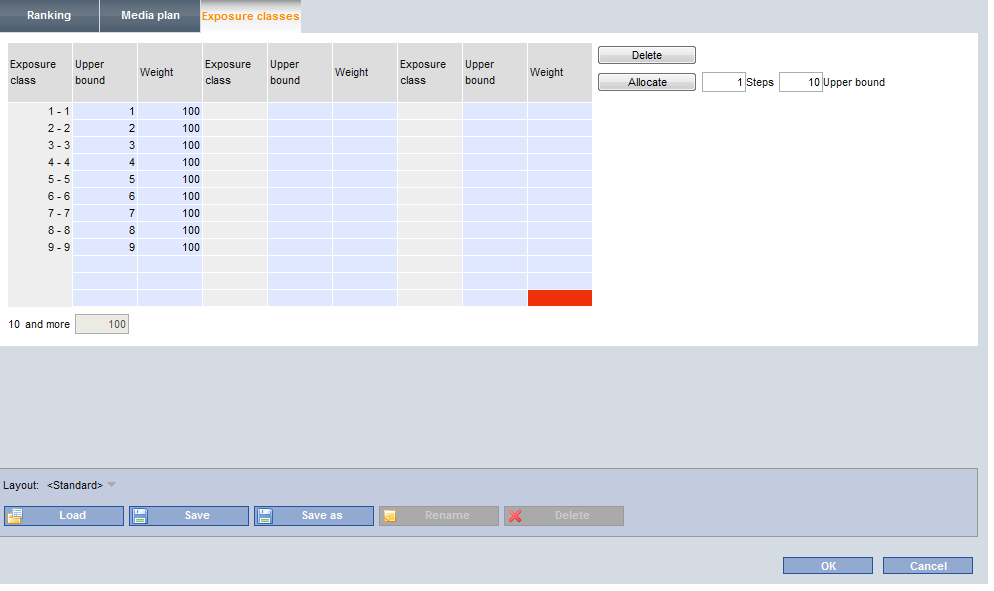 Ranking Media plan Exposure classes
Exposure class Upper bound Weight Exposure class Upper bound Weight Exposure class Upper bound Weight
Delete
Allocate 1 Steps 10 Upper bound
1 - 1 1 100
2 - 2 2 100
3 - 3 3 100
4 - 4 4 100
5 - 5 5 100
6 - 6 6 100
7 - 7 7 100
8 - 8 8 100
9 - 9 9 100
10 and more 100
Layout: <Standard>
Load Save Save as Rename Delete
OK Cancel